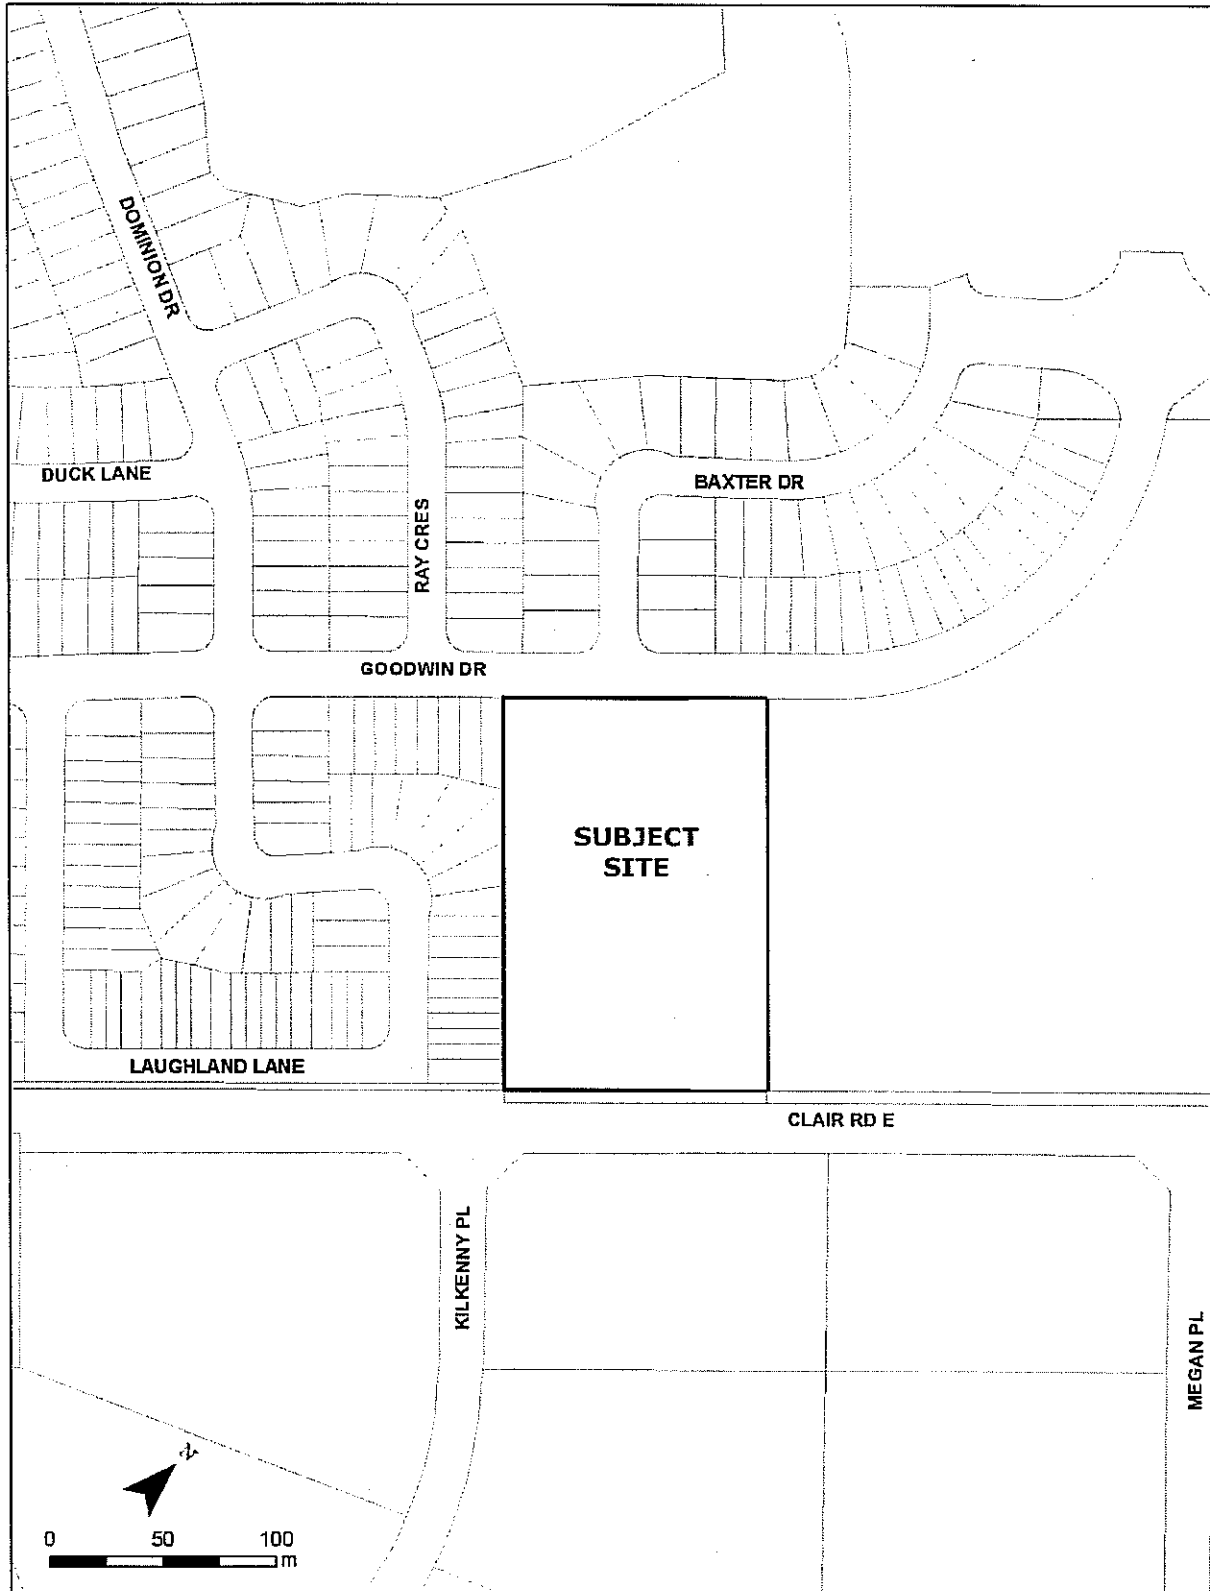 DOMINION DR
DUCK LANE
RAY CRES
BAXTER DR
GOODWIN DR
SUBJECT
SITE
LAUGHLAND LANE
CLAIR RD E
KILKENNY PL
MEGAN PL
N
0 50 100
m